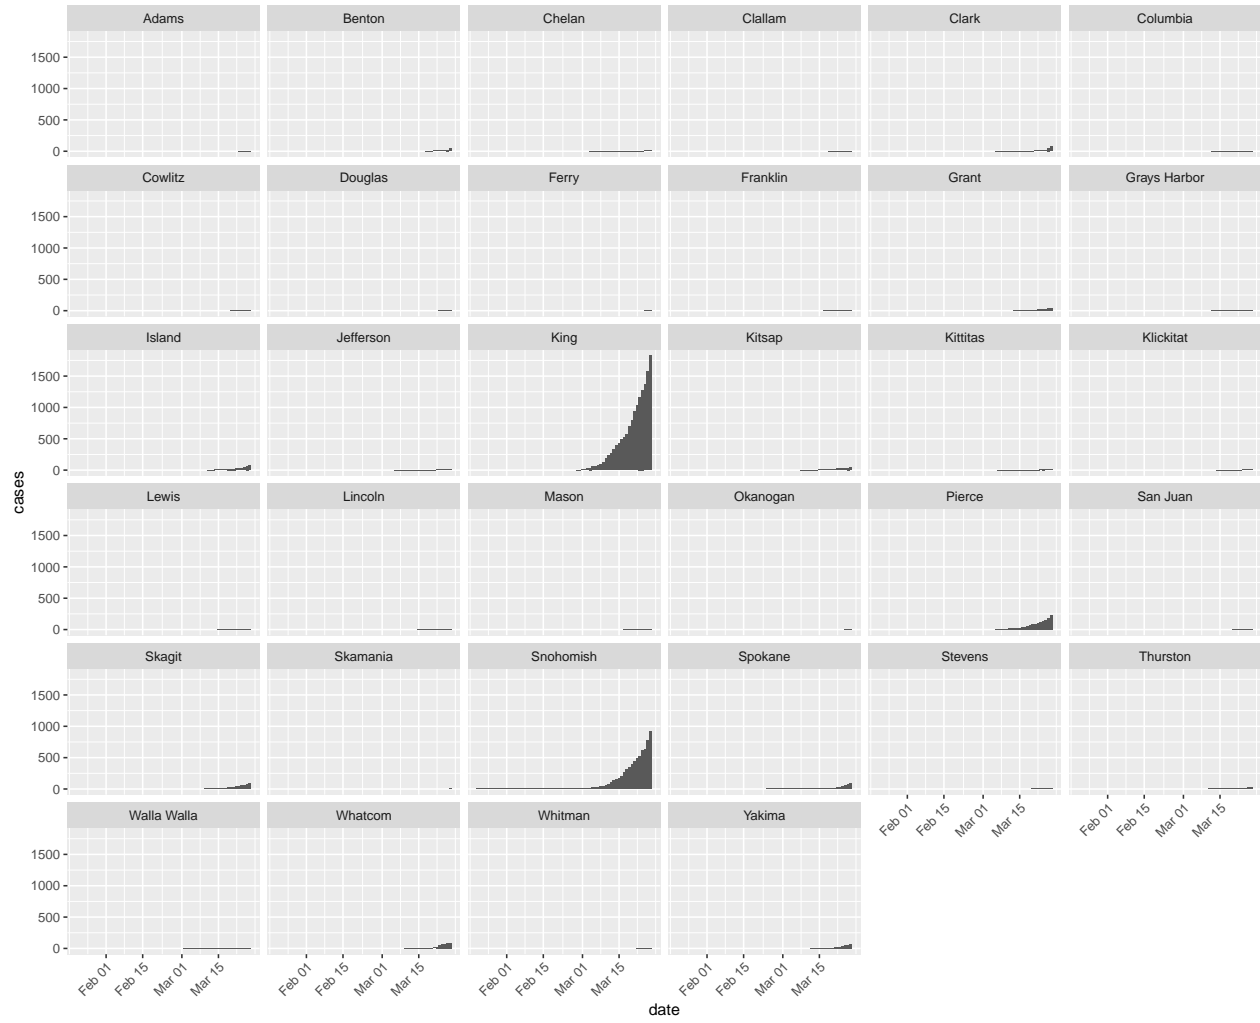 Adams Benton Chelan Clallam Clark Columbia
1500
1000
500
0
Cowlitz Douglas Ferry Franklin Grant Grays Harbor
1500
1000
500
0
Island Jefferson King Kitsap Kittitas Klickitat
1500
1000
500
0
cases
Lewis Lincoln Mason Okanogan Pierce San Juan
1500
1000
500
0
Skagit Skamania Snohomish Spokane Stevens Thurston
1500
1000
500
0
Feb 01 Feb 15 Mar 01 Mar 15 Feb 01 Feb 15 Mar 01 Mar 15
Walla Walla Whatcom Whitman Yakima
1500
1000
500
0
Feb 01 Feb 15 Mar 01 Mar 15 Feb 01 Feb 15 Mar 01 Mar 15 Feb 01 Feb 15 Mar 01 Mar 15 Feb 01 Feb 15 Mar 01 Mar 15
date